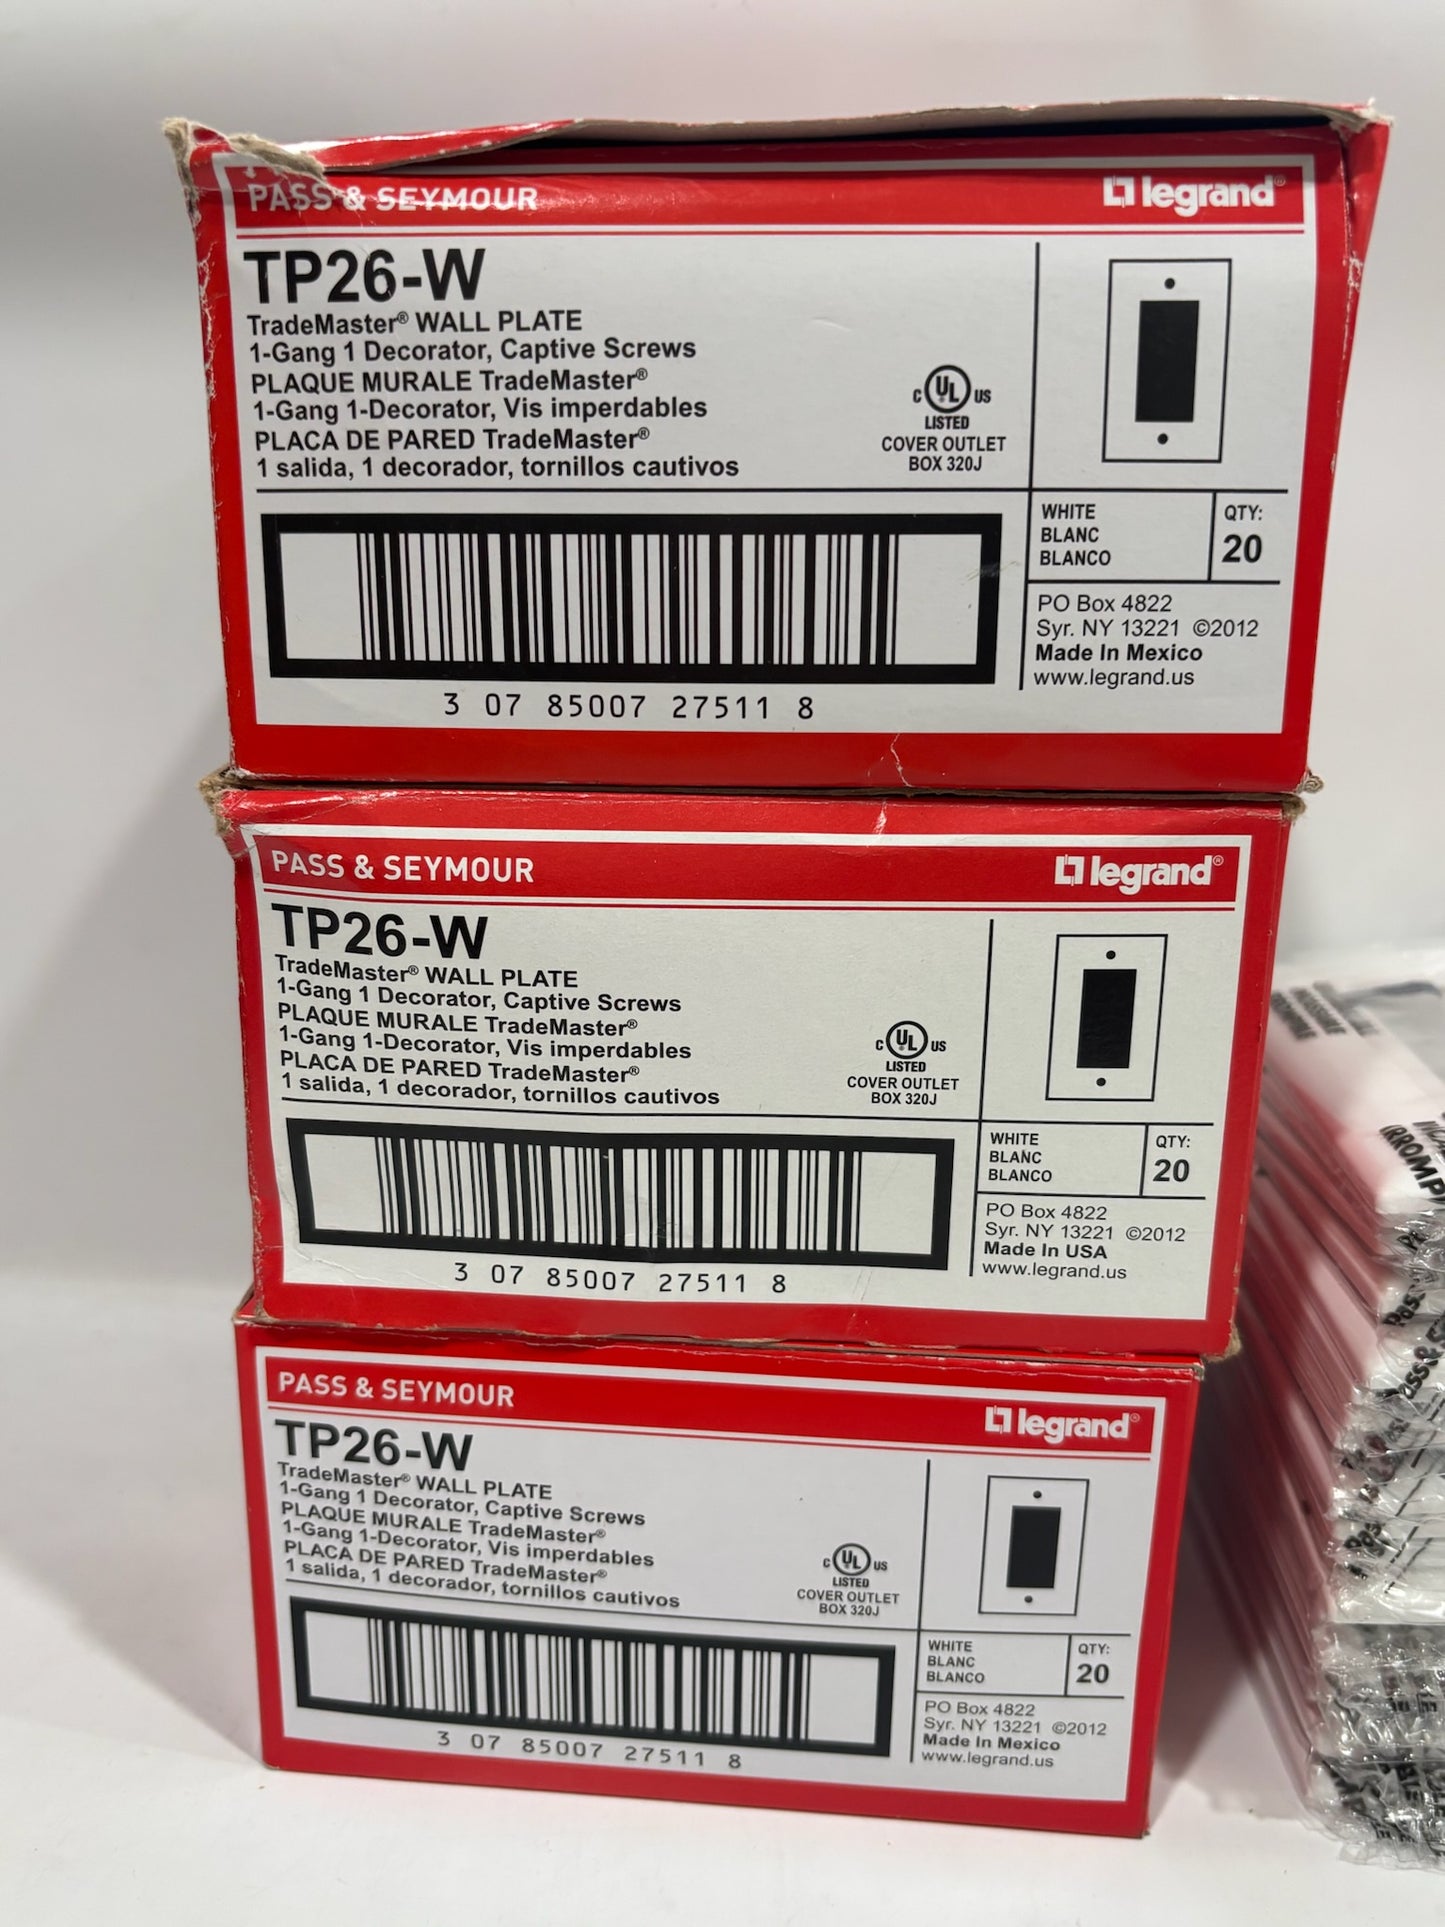 PASS & SEYMOUR
legrand®
TP26-W
TradeMaster® WALL PLATE
1-Gang 1 Decorator, Captive Screws
PLAQUE MURALE TradeMaster®
1-Gang 1-Decorator, Vis imperdables
PLACA DE PARED TradeMaster®
1 salida, 1 decorador, tornillos cautivos
C UL® US
LISTED
COVER OUTLET
BOX 320J
WHITE
BLANC
BLANCO
QTY:
20
PO Box 4822
Syr. NY 13221 ©2012
Made In Mexico
www.legrand.us
3 07 85007 27511 8
PASS & SEYMOUR
legrand®
TP26-W
TradeMaster® WALL PLATE
1-Gang 1 Decorator, Captive Screws
PLAQUE MURALE TradeMaster®
1-Gang 1-Decorator, Vis imperdables
PLACA DE PARED TradeMaster®
1 salida, 1 decorador, tornillos cautivos
C UL® US
LISTED
COVER OUTLET
BOX 320J
WHITE
BLANC
BLANCO
QTY:
20
PO Box 4822
Syr. NY 13221 ©2012
Made In USA
www.legrand.us
3 07 85007 27511 8
PASS & SEYMOUR
legrand®
TP26-W
TradeMaster® WALL PLATE
1-Gang 1 Decorator, Captive Screws
PLAQUE MURALE TradeMaster®
1-Gang 1-Decorator, Vis imperdables
PLACA DE PARED TradeMaster®
1 salida, 1 decorador, tornillos cautivos
C UL® US
LISTED
COVER OUTLET
BOX 320J
WHITE
BLANC
BLANCO
QTY:
20
PO Box 4822
Syr. NY 13221 ©2012
Made In Mexico
www.legrand.us
3 07 85007 27511 8